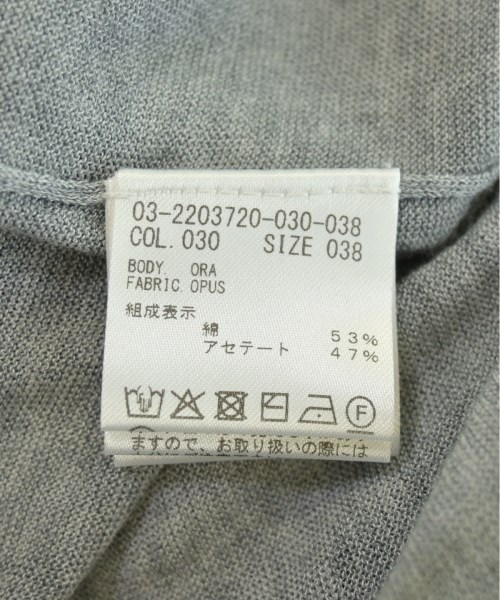 03-2203720-030-038
COL.030 SIZE 038
BODY. ORA
FABRIC.OPUS
組成表示
綿 53%
アセテート 47%
F
ますので、お取り扱いの際には